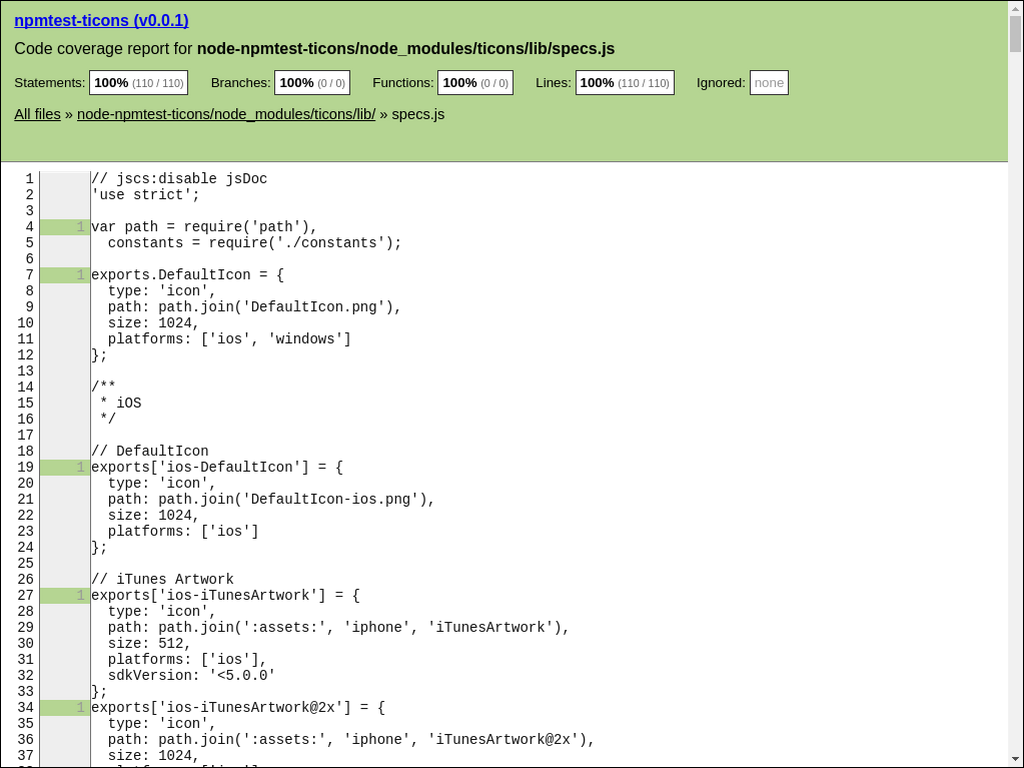 npmtest-ticons (v0.0.1)
Code coverage report for node-npmtest-ticons/node_modules/ticons/lib/specs.js
Statements: 100% (110 / 110) Branches: 100% (0 / 0) Functions: 100% (0 / 0) Lines: 100% (110 / 110) Ignored: none
All files » node-npmtest-ticons/node_modules/ticons/lib/ » specs.js
1 // jscs:disable jsDoc
2 'use strict';
3
4 1 var path = require('path'),
5   constants = require('./constants');
6
7 1 exports.DefaultIcon = {
8   type: 'icon',
9   path: path.join('DefaultIcon.png'),
10   size: 1024,
11   platforms: ['ios', 'windows']
12 };
13
14 /**
15  * iOS
16  */
17
18 // DefaultIcon
19 1 exports['ios-DefaultIcon'] = {
20   type: 'icon',
21   path: path.join('DefaultIcon-ios.png'),
22   size: 1024,
23   platforms: ['ios']
24 };
25
26 // iTunes Artwork
27 1 exports['ios-iTunesArtwork'] = {
28   type: 'icon',
29   path: path.join(':assets:', 'iphone', 'iTunesArtwork'),
30   size: 512,
31   platforms: ['ios'],
32   sdkVersion: '<5.0.0'
33 };
34 1 exports['ios-iTunesArtwork@2x'] = {
35   type: 'icon',
36   path: path.join(':assets:', 'iphone', 'iTunesArtwork@2x'),
37   size: 1024,